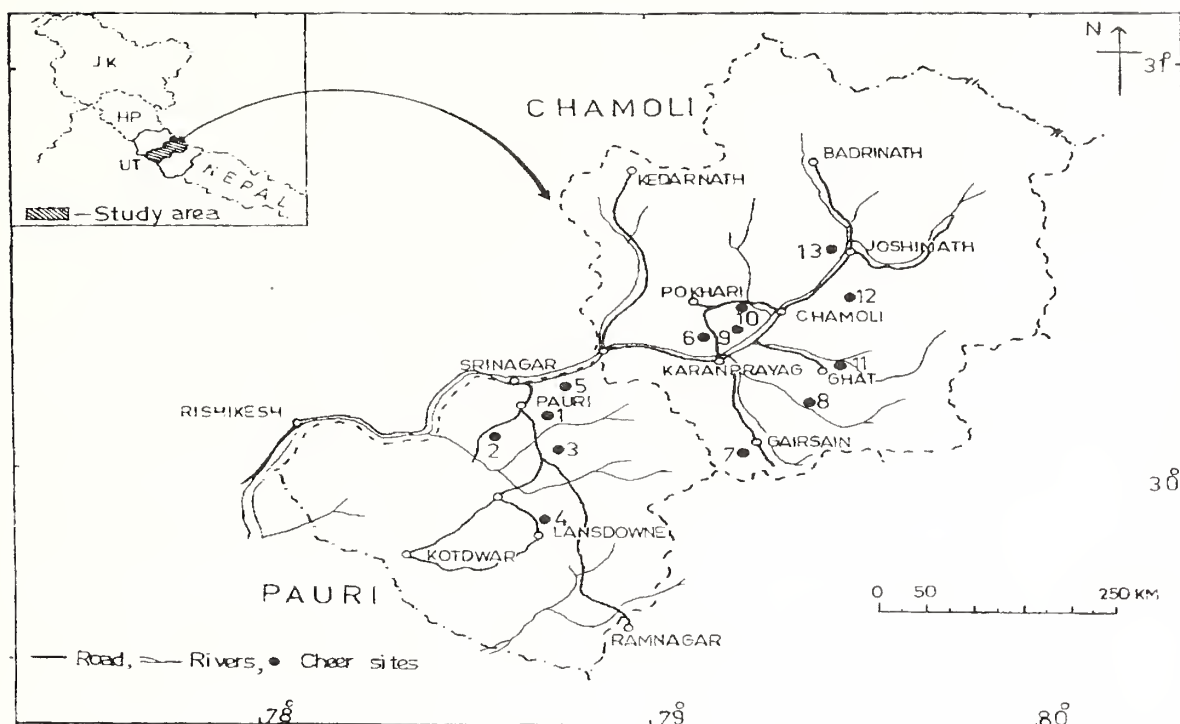 JK
HP
UT
NEPAL
—Study area
N
31°
CHAMOLI
BADRINATH
KEDARNATH
13
JOSHIMATH
12
POKHARI
10
CHAMOLI
6
9
KARANPRAYAG
11
GHAT
SRINAGAR
5
8
PAURI
1
RISHIKESH
2
3
GAIRSAIN
7
30°
4
LANSDOWNE
KOTDWAR
PAURI
0 50 250 KM
RAMNAGAR
— Road, Rivers, ● Cheer sites
78° 79° 80°